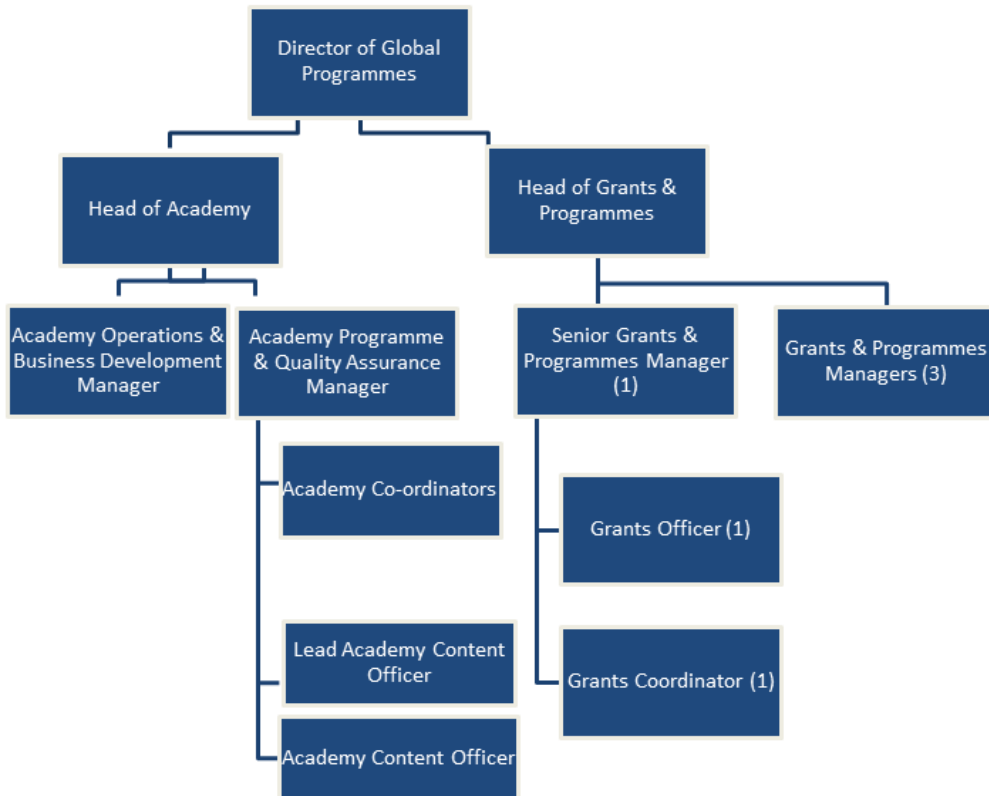 Director of Global
Programmes
Head of Academy
Head of Grants &
Programmes
Academy Operations &
Business Development
Manager
Academy Programme
& Quality Assurance
Manager
Senior Grants &
Programmes Manager
(1)
Grants & Programmes
Managers (3)
Academy Co-ordinators
Grants Officer (1)
Lead Academy Content
Officer
Grants Coordinator (1)
Academy Content Officer